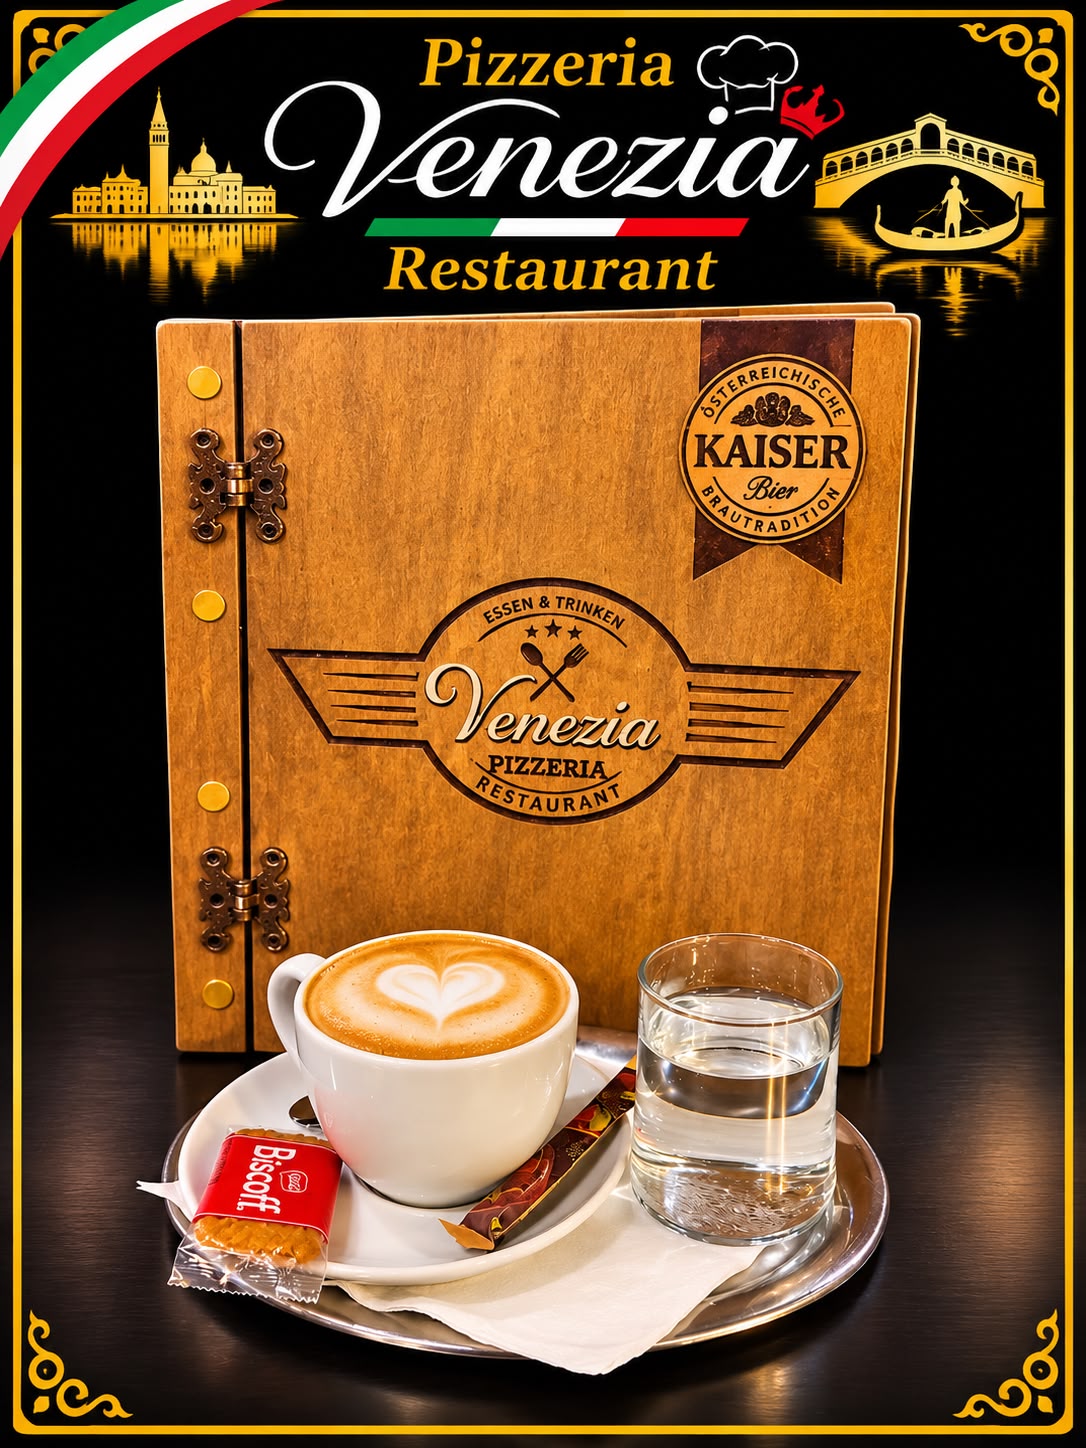 Pizzeria
Venezia
Restaurant
ÖSTERREICHISCHE
KAISER
Bier
BRAUTRADITION
ESSEN & TRINKEN
Venezia
PIZZERIA
RESTAURANT
Biscoff